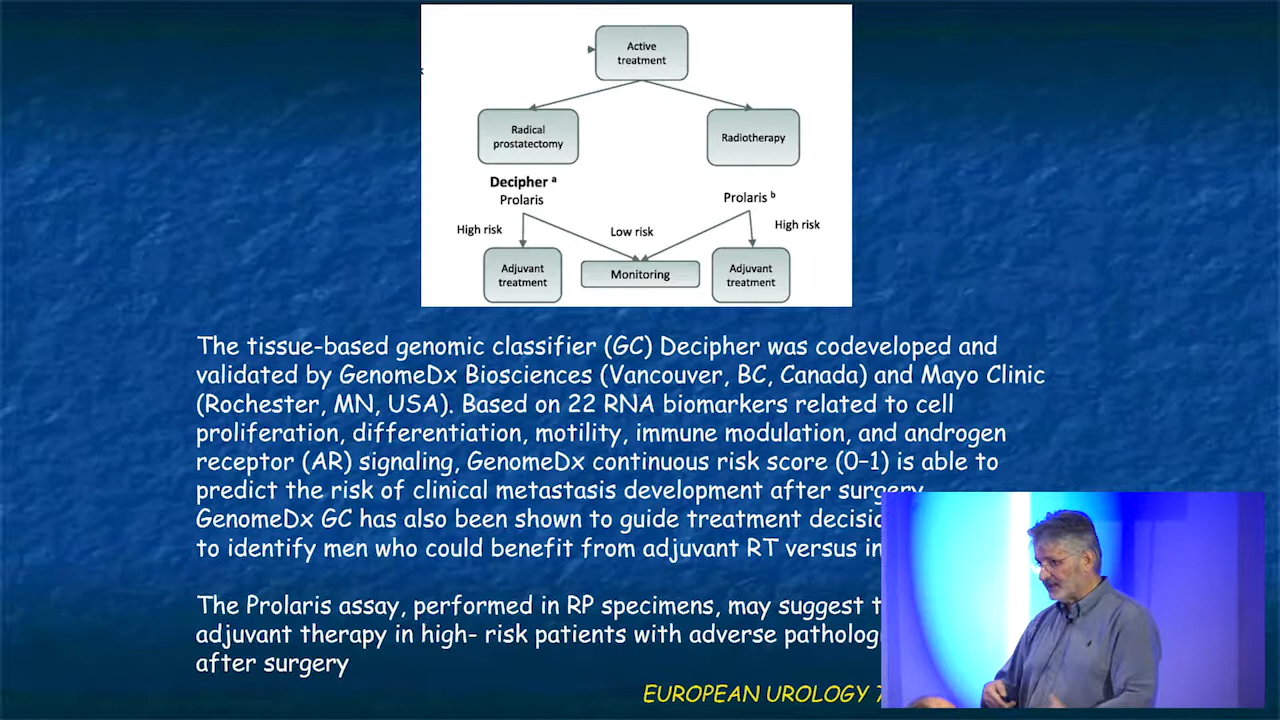 Active
treatment
Radical
prostatectomy
Radiotherapy
Decipher a
Prolaris
Prolaris b
High risk
Low risk
High risk
Adjuvant
treatment
Monitoring
Adjuvant
treatment
The tissue-based genomic classifier (GC) Decipher was codeveloped and
validated by GenomeDx Biosciences (Vancouver, BC, Canada) and Mayo Clinic
(Rochester, MN, USA). Based on 22 RNA biomarkers related to cell
proliferation, differentiation, motility, immune modulation, and androgen
receptor (AR) signaling, GenomeDx continuous risk score (0–1) is able to
predict the risk of clinical metastasis development after surgery
GenomeDx GC has also been shown to guide treatment
to identify men who could benefit from adjuvant RT versus
The Prolaris assay, performed in RP specimens, may suggest
adjuvant therapy in high- risk patients with adverse
after surgery
EUROPEAN UROLOGY